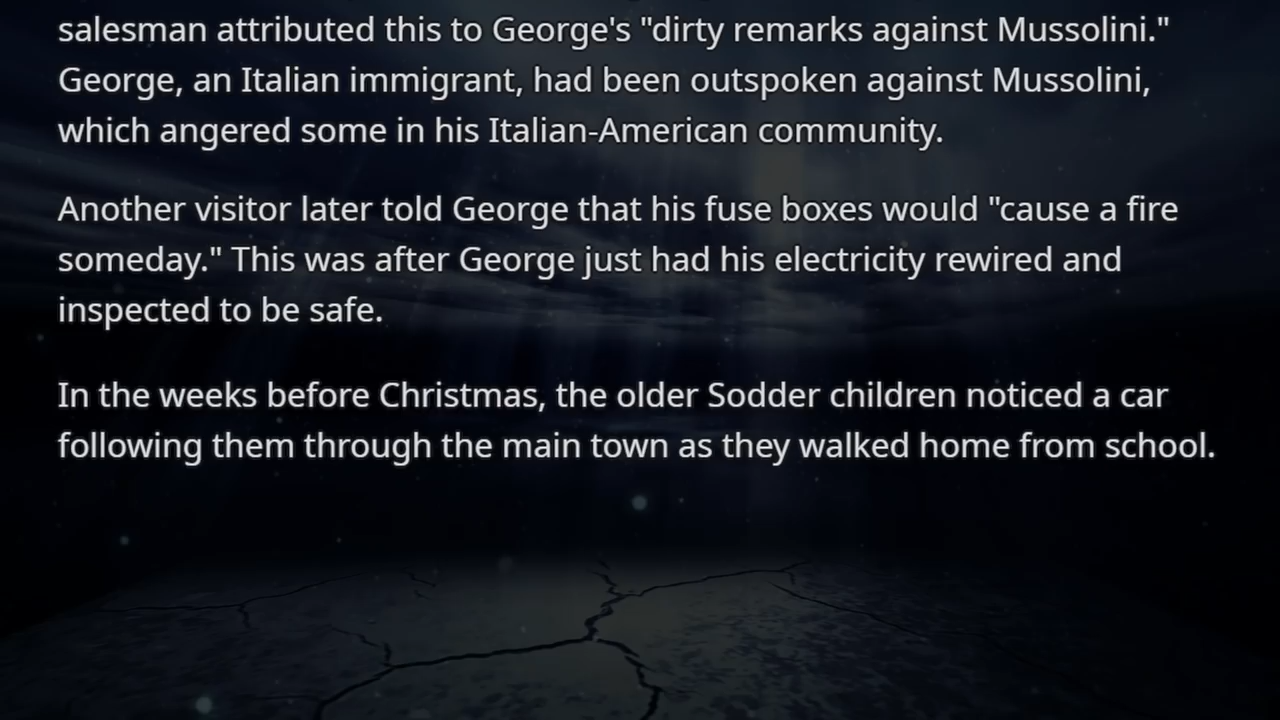 salesman attributed this to George's "dirty remarks against Mussolini."
George, an Italian immigrant, had been outspoken against Mussolini,
which angered some in his Italian-American community.
Another visitor later told George that his fuse boxes would "cause a fire
someday." This was after George just had his electricity rewired and
inspected to be safe.
In the weeks before Christmas, the older Sodder children noticed a car
following them through the main town as they walked home from school.